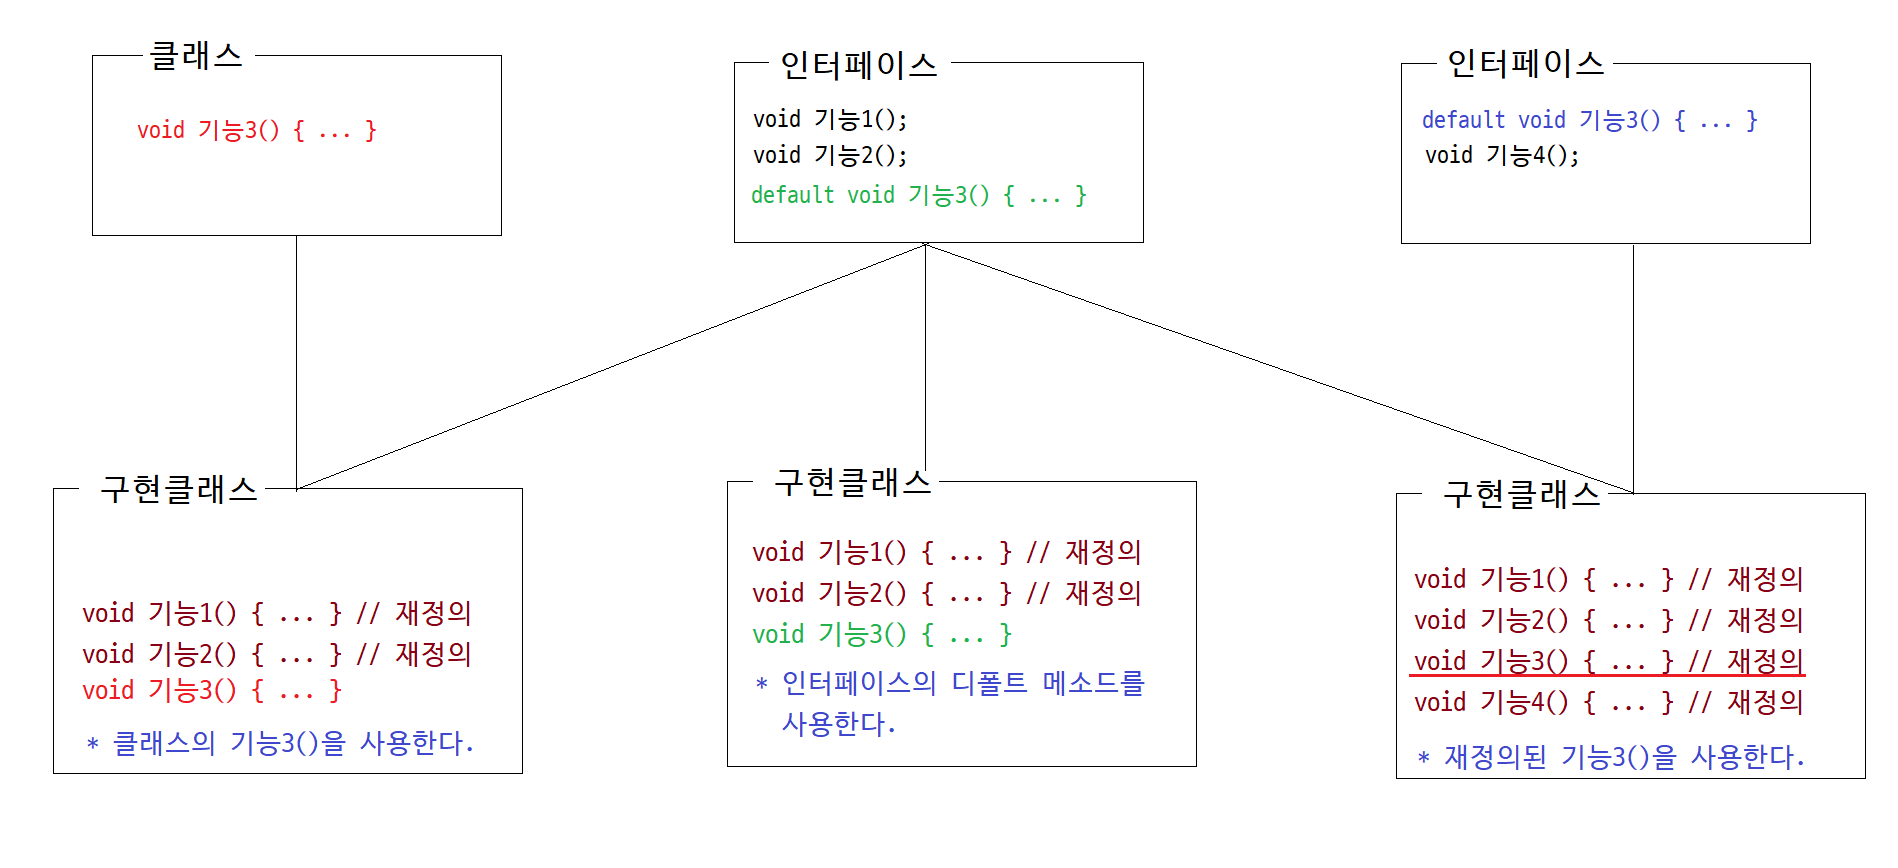 클래스
void 기능3() { ... }
인터페이스
void 기능1();
void 기능2();
default void 기능3() { ... }
인터페이스
default void 기능3() { ... }
void 기능4();
구현클래스
void 기능1() { ... } // 재정의
void 기능2() { ... } // 재정의
void 기능3() { ... }
* 클래스의 기능3()을 사용한다.
구현클래스
void 기능1() { ... } // 재정의
void 기능2() { ... } // 재정의
void 기능3() { ... }
* 인터페이스의 디폴트 메소드를
사용한다.
구현클래스
void 기능1() { ... } // 재정의
void 기능2() { ... } // 재정의
void 기능3() { ... } // 재정의
void 기능4() { ... } // 재정의
* 재정의된 기능3()을 사용한다.